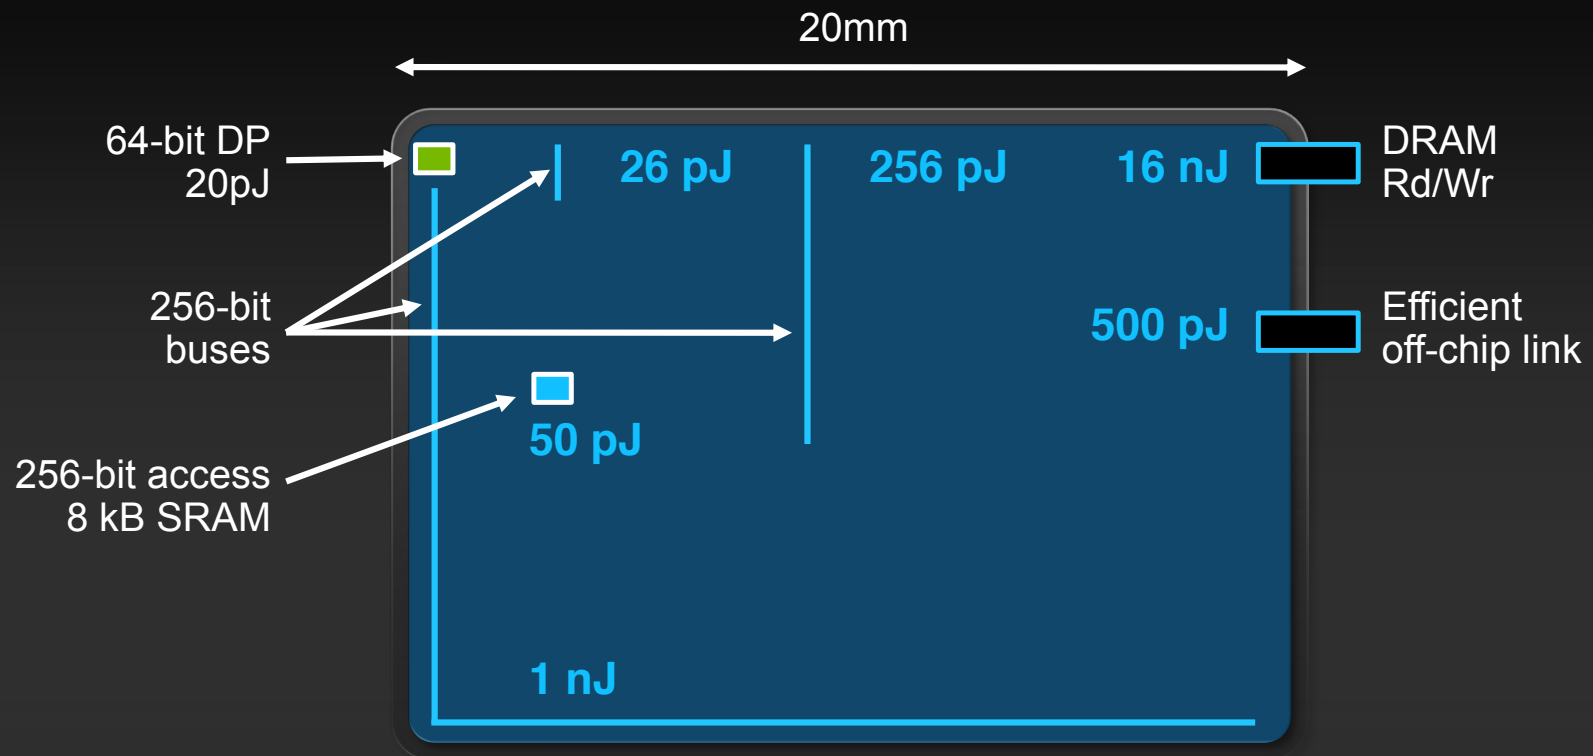 20mm
64-bit DP
20pJ
26 pJ
256 pJ
16 nJ
DRAM
Rd/Wr
256-bit
buses
500 pJ
Efficient
off-chip link
50 pJ
256-bit access
8 kB SRAM
1 nJ